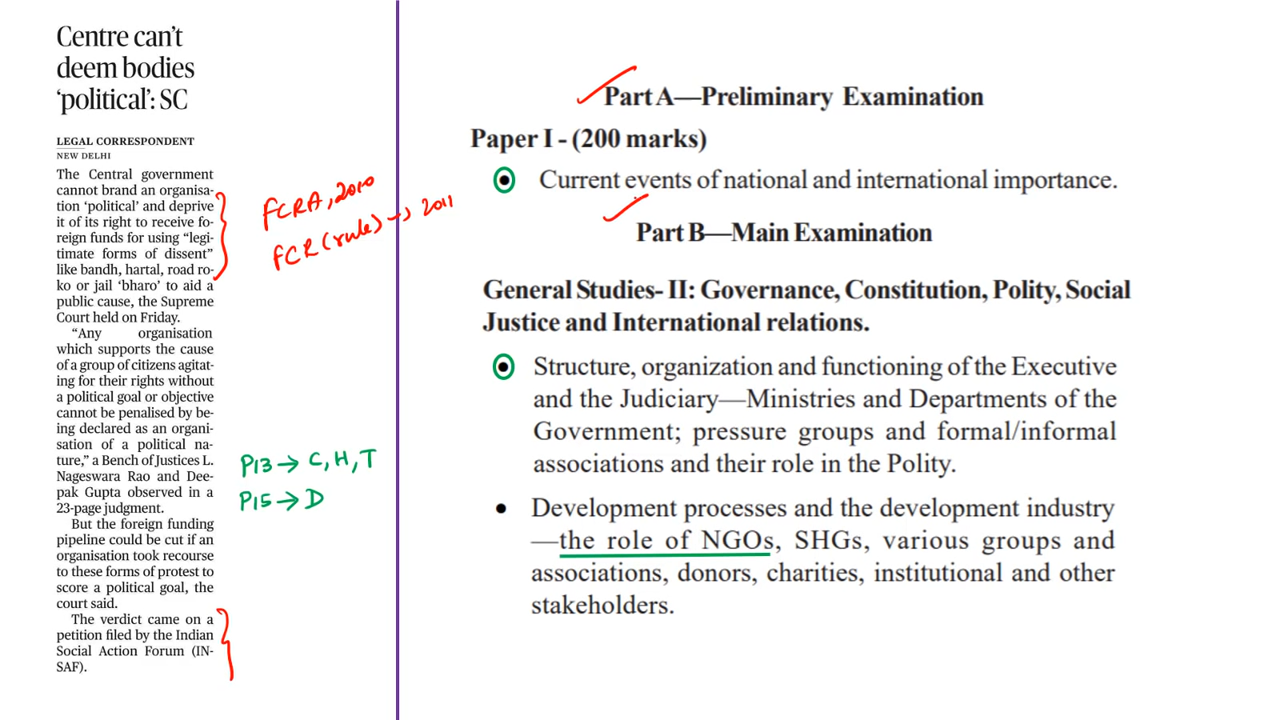 Centre can't
deem bodies
'political': SC
LEGAL CORRESPONDENT
NEW DELHI
The Central government
cannot brand an organisa-
tion 'political' and deprive
it of its right to receive fo-
reign funds for using "legi-
timate forms of dissent"
like bandh, hartal, road ro-
ko or jail 'bharo' to aid a
public cause, the Supreme
Court held on Friday.
"Any organisation
which supports the cause
of a group of citizens agitat-
ing for their rights without
a political goal or objective
cannot be penalised by be-
ing declared as an organi-
sation of a political na-
ture," a Bench of Justices L.
Nageswara Rao and Dee-
pak Gupta observed in a
23-page judgment.
But the foreign funding
pipeline could be cut if an
organisation took recourse
to these forms of protest to
score a political goal, the
court said.
The verdict came on a
petition filed by the Indian
Social Action Forum (IN-
SAF).
FCRA, 2010
FCR (rule) → 2011
P13 → C, H, T
P15 → D
Part A—Preliminary Examination
Paper I - (200 marks)
Current events of national and international importance.
Part B—Main Examination
General Studies- II: Governance, Constitution, Polity, Social
Justice and International relations.
Structure, organization and functioning of the Executive
and the Judiciary—Ministries and Departments of the
Government; pressure groups and formal/informal
associations and their role in the Polity.
• Development processes and the development industry
—the role of NGOs, SHGs, various groups and
associations, donors, charities, institutional and other
stakeholders.